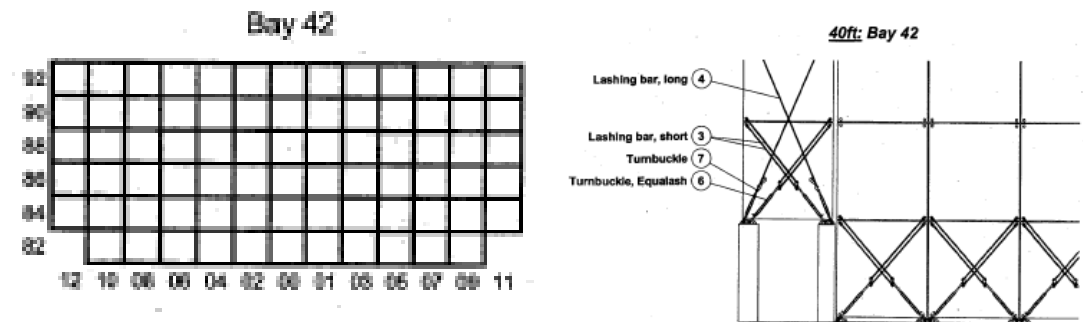 Bay 42
92
90
88
86
84
82
12 10 08 06 04 02 00 01 03 05 07 09 11
40ft: Bay 42
Lashing bar, long 4
Lashing bar, short 3
Turnbuckle 7
Turnbuckle, Equalash 6